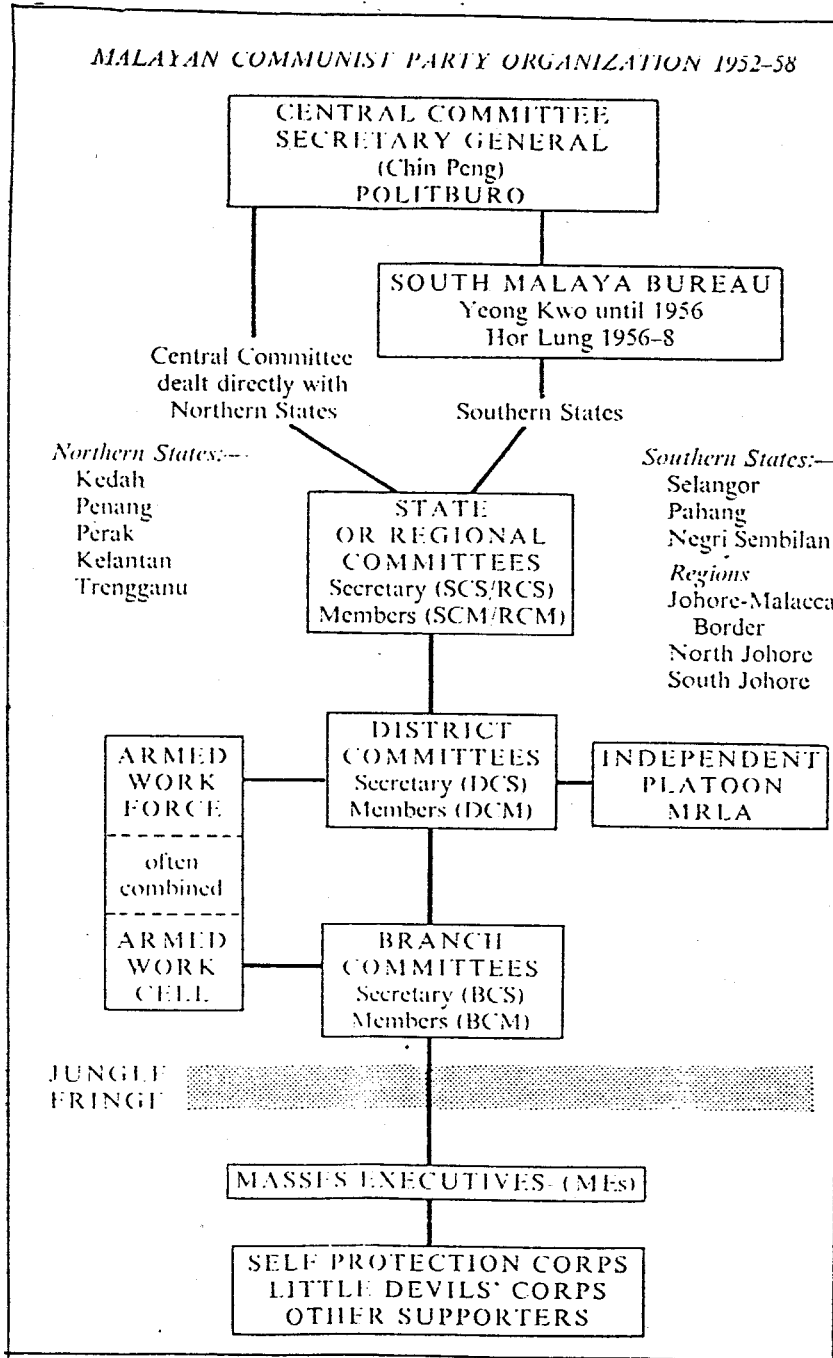 MALAYAN COMMUNIST PARTY ORGANIZATION 1952–58
CENTRAL COMMITTEE
SECRETARY GENERAL
(Chin Peng)
POLITBURO
SOUTH MALAYA BUREAU
Yeong Kwo until 1956
Hor Lung 1956–8
Central Committee
dealt directly with
Northern States
Southern States
Northern States:—
Kedah
Penang
Perak
Kelantan
Trengganu
STATE
OR REGIONAL
COMMITTEES
Secretary (SCS/RCS)
Members (SCM/RCM)
Southern States:—
Selangor
Pahang
Negri Sembilan
Regions
Johore-Malacca
Border
North Johore
South Johore
ARMED
WORK
FORCE
often
combined
ARMED
WORK
CELL
DISTRICT
COMMITTEES
Secretary (DCS)
Members (DCM)
INDEPENDENT
PLATOON
MRLA
BRANCH
COMMITTEES
Secretary (BCS)
Members (BCM)
JUNGLE
FRINGE
MASSES EXECUTIVES (MEs)
SELF PROTECTION CORPS
LITTLE DEVILS' CORPS
OTHER SUPPORTERS